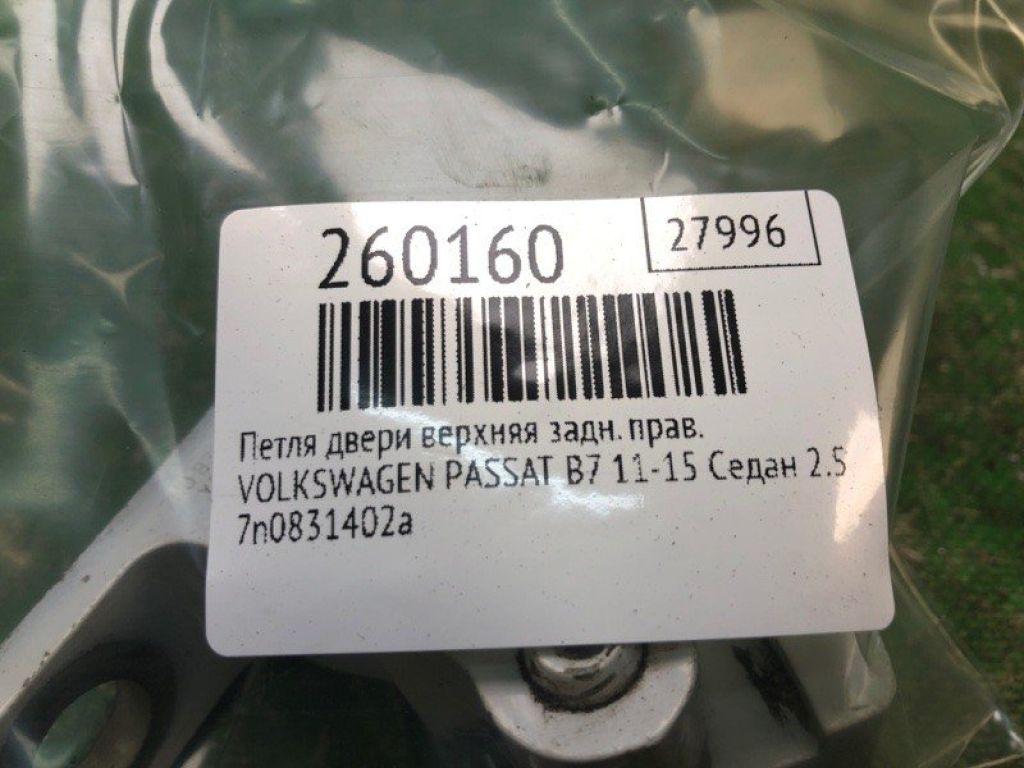 260160
27996
Петля двери верхняя задн. прав.
VOLKSWAGEN PASSAT B7 11-15 Седан 2.5
7n0831402a